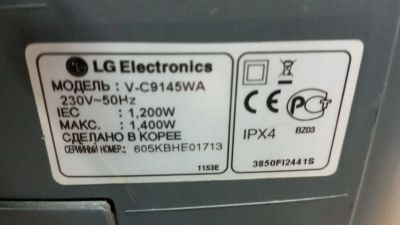 LG Electronics
МОДЕЛЬ : V-C9145WA
230V~50Hz
IEC : 1,200W
МАКС. : 1,400W
СДЕЛАНО В КОРЕЕ
СЕРИЙНЫЙ НОМЕР: 605KBHE01713
1153E
CE
IPX4
BZ03
3850FI2441S